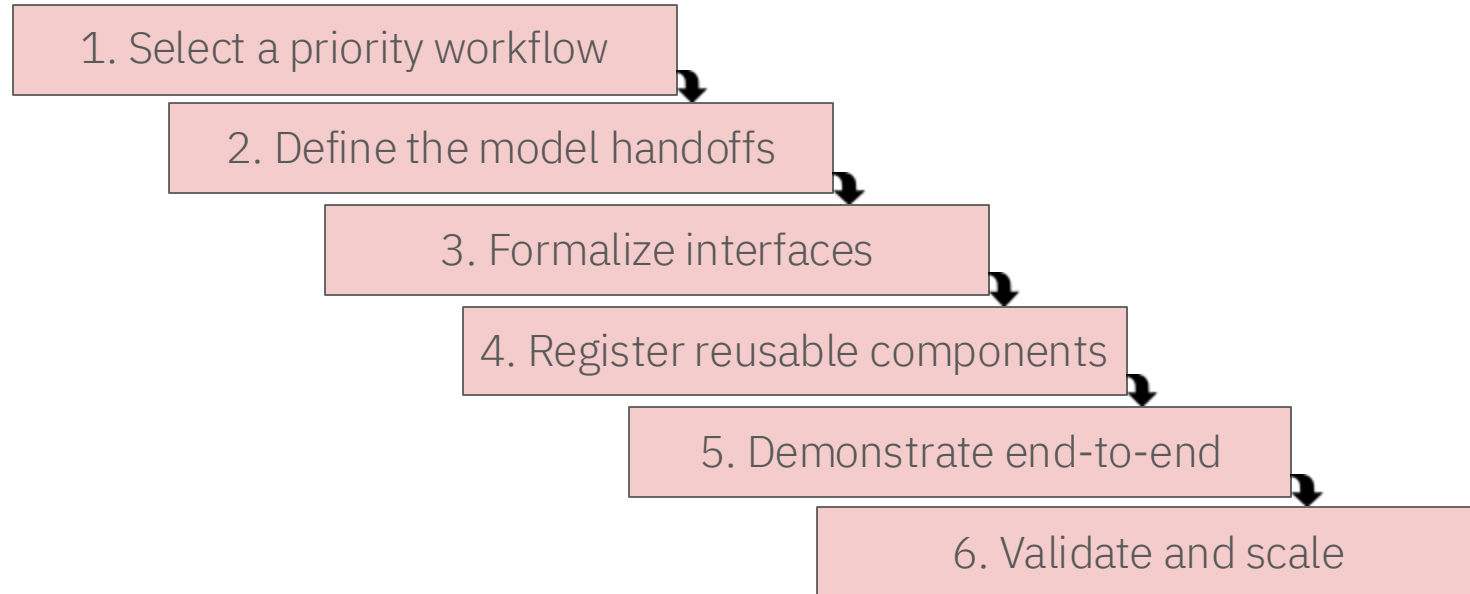 1. Select a priority workflow
2. Define the model handoffs
3. Formalize interfaces
4. Register reusable components
5. Demonstrate end-to-end
6. Validate and scale